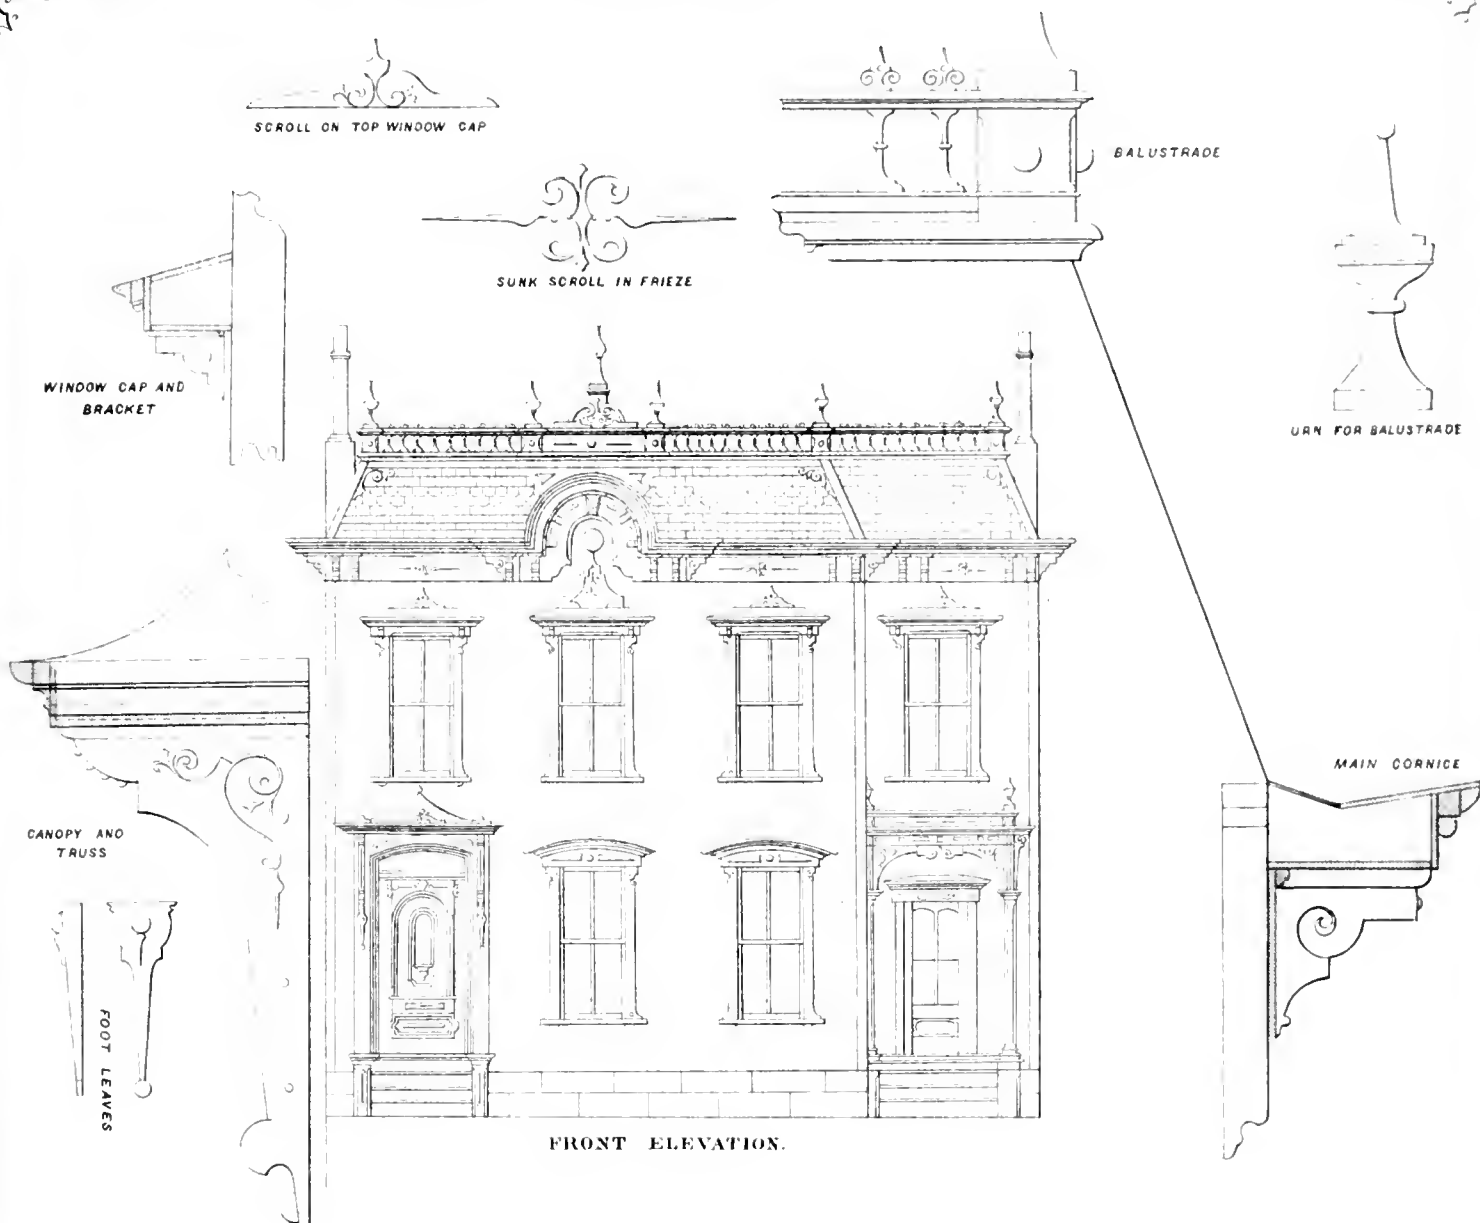 SCROLL ON TOP WINDOW CAP
BALUSTRADE
SUNK SCROLL IN FRIEZE
WINDOW CAP AND
BRACKET
URN FOR BALUSTRADE
MAIN CORNICE
CANOPY AND
TRUSS
FOOT LEAVES
FRONT ELEVATION.